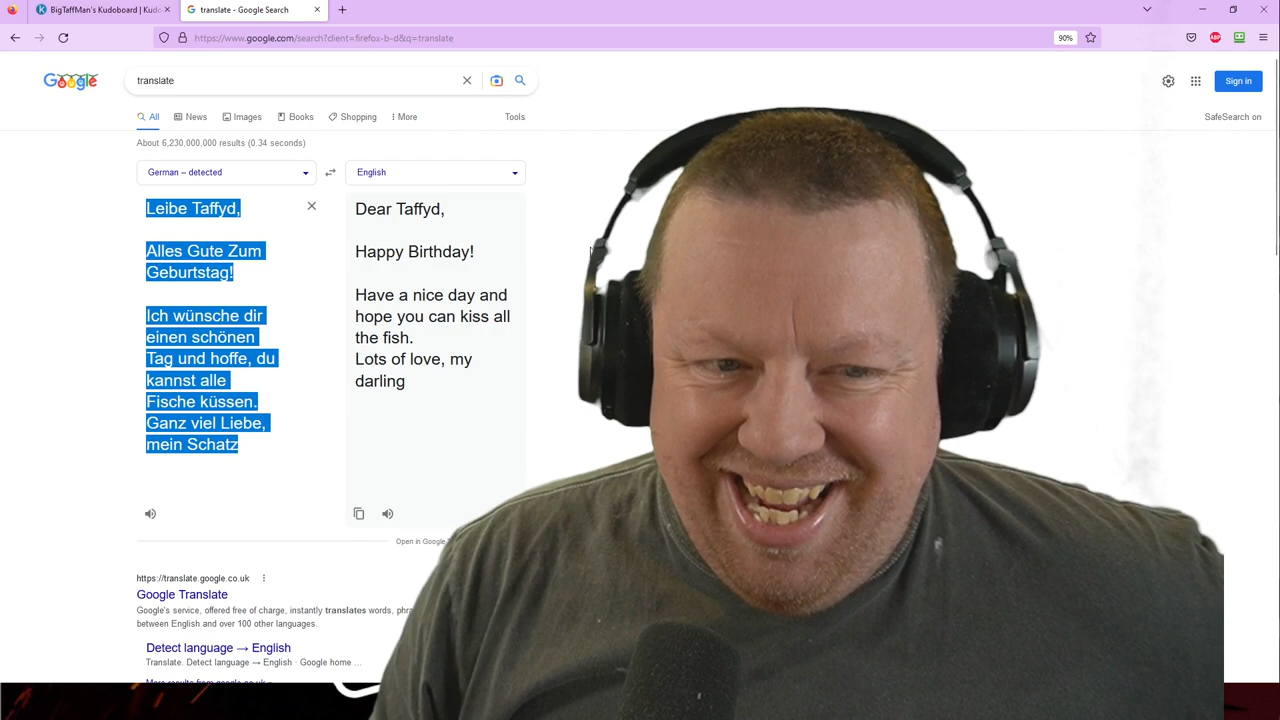 BigTaffMan's Kudoboard | Kudo
translate - Google Search
https://www.google.com/search?client=firefox-b-d&q=translate
90%
Google
translate
Sign in
All
News
Images
Books
Shopping
More
Tools
SafeSearch on
About 6,230,000,000 results (0.34 seconds)
German – detected
English
Leibe Taffyd,
Alles Gute Zum
Geburtstag!
Ich wünsche dir
einen schönen
Tag und hoffe, du
kannst alle
Fische küssen.
Ganz viel Liebe,
mein Schatz
Dear Taffyd,
Happy Birthday!
Have a nice day and
hope you can kiss all
the fish.
Lots of love, my
darling
Open in Google
https://translate.google.co.uk
Google Translate
Google's service, offered free of charge, instantly translates words,
between English and over 100 other languages.
Detect language → English
Translate. Detect language → English · Google home ...
More results from google.co.uk